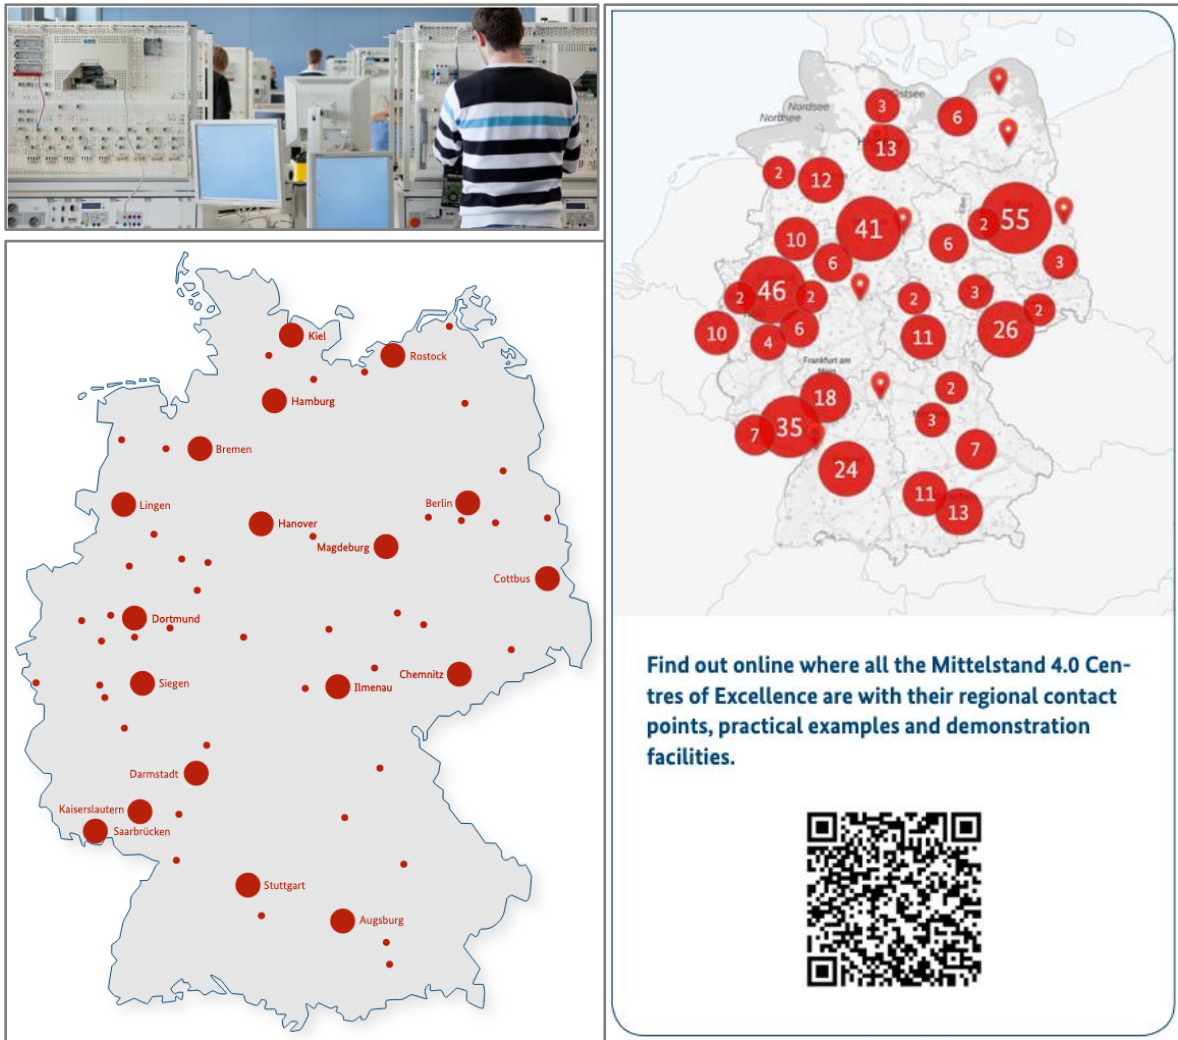 Kiel
Rostock
Hamburg
Bremen
Lingen
Berlin
Hanover
Magdeburg
Cottbus
Dortmund
Siegen
Chemnitz
Ilmenau
Darmstadt
Kaiserslautern
Saarbrücken
Stuttgart
Augsburg
Nordsee
Nordsee
Ostsee
3
6
13
2
12
55
2
41
10
6
6
3
46
2
2
2
3
2
10
4
6
11
26
Frankfurt am
Main
18
2
3
35
7
7
24
11
13
Find out online where all the Mittelstand 4.0 Cen-
tres of Excellence are with their regional contact
points, practical examples and demonstration
facilities.